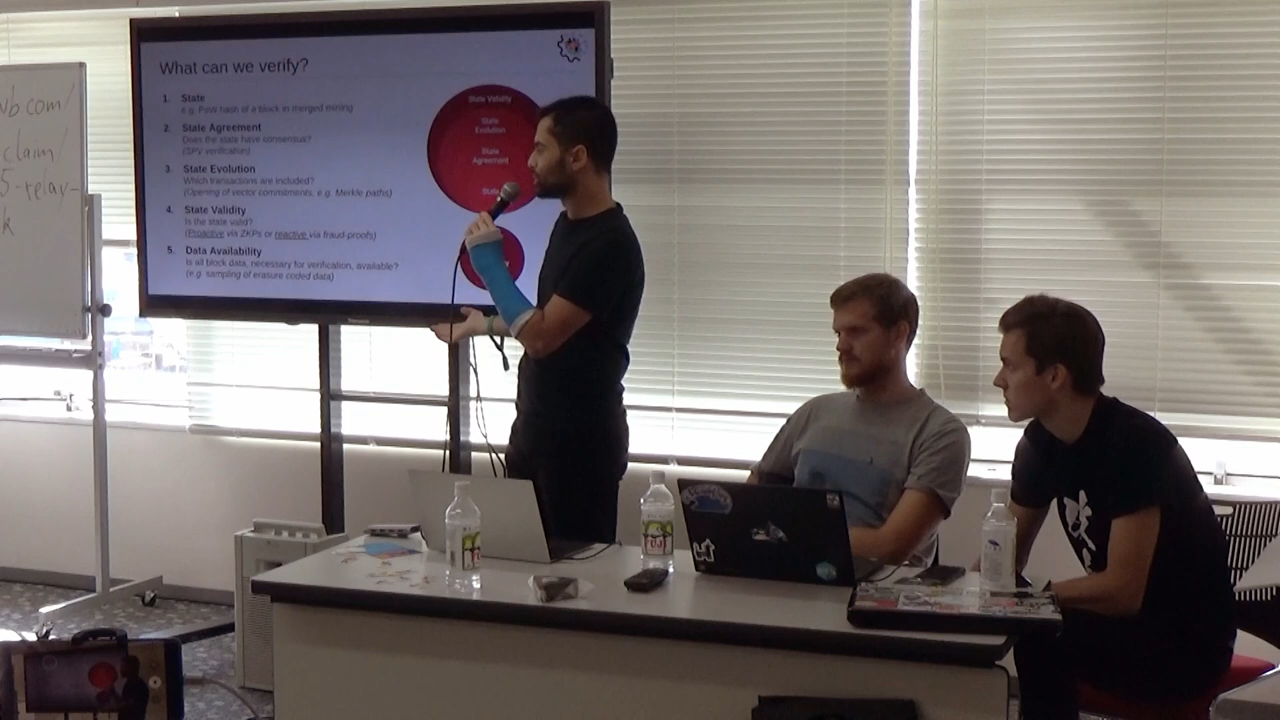 What can we verify?
1. State
e.g. PoW hash of a block in merged mining
2. State Agreement
Does the state have consensus?
(SPV verification)
3. State Evolution
Which transactions are included?
(Opening of vector commitments, e.g. Merkle paths)
4. State Validity
Is the state valid?
(Proactive via ZKPs or reactive via fraud-proofs)
5. Data Availability
Is all block data, necessary for verification, available?
(e.g. sampling of erasure coded data)
State Validity
State
Evolution
State
Agreement
State
vb.com/
claim/
5-relay-
k
FUJI